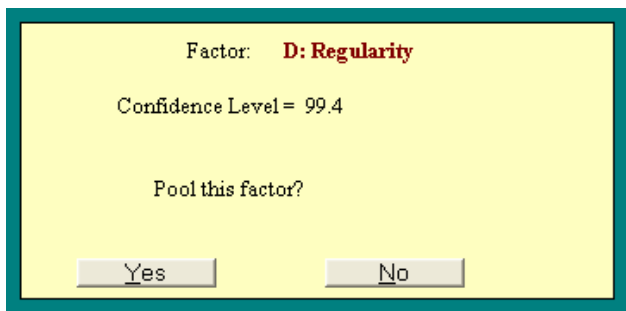 Factor: D: Regularity
Confidence Level = 99.4
Pool this factor?
Yes No